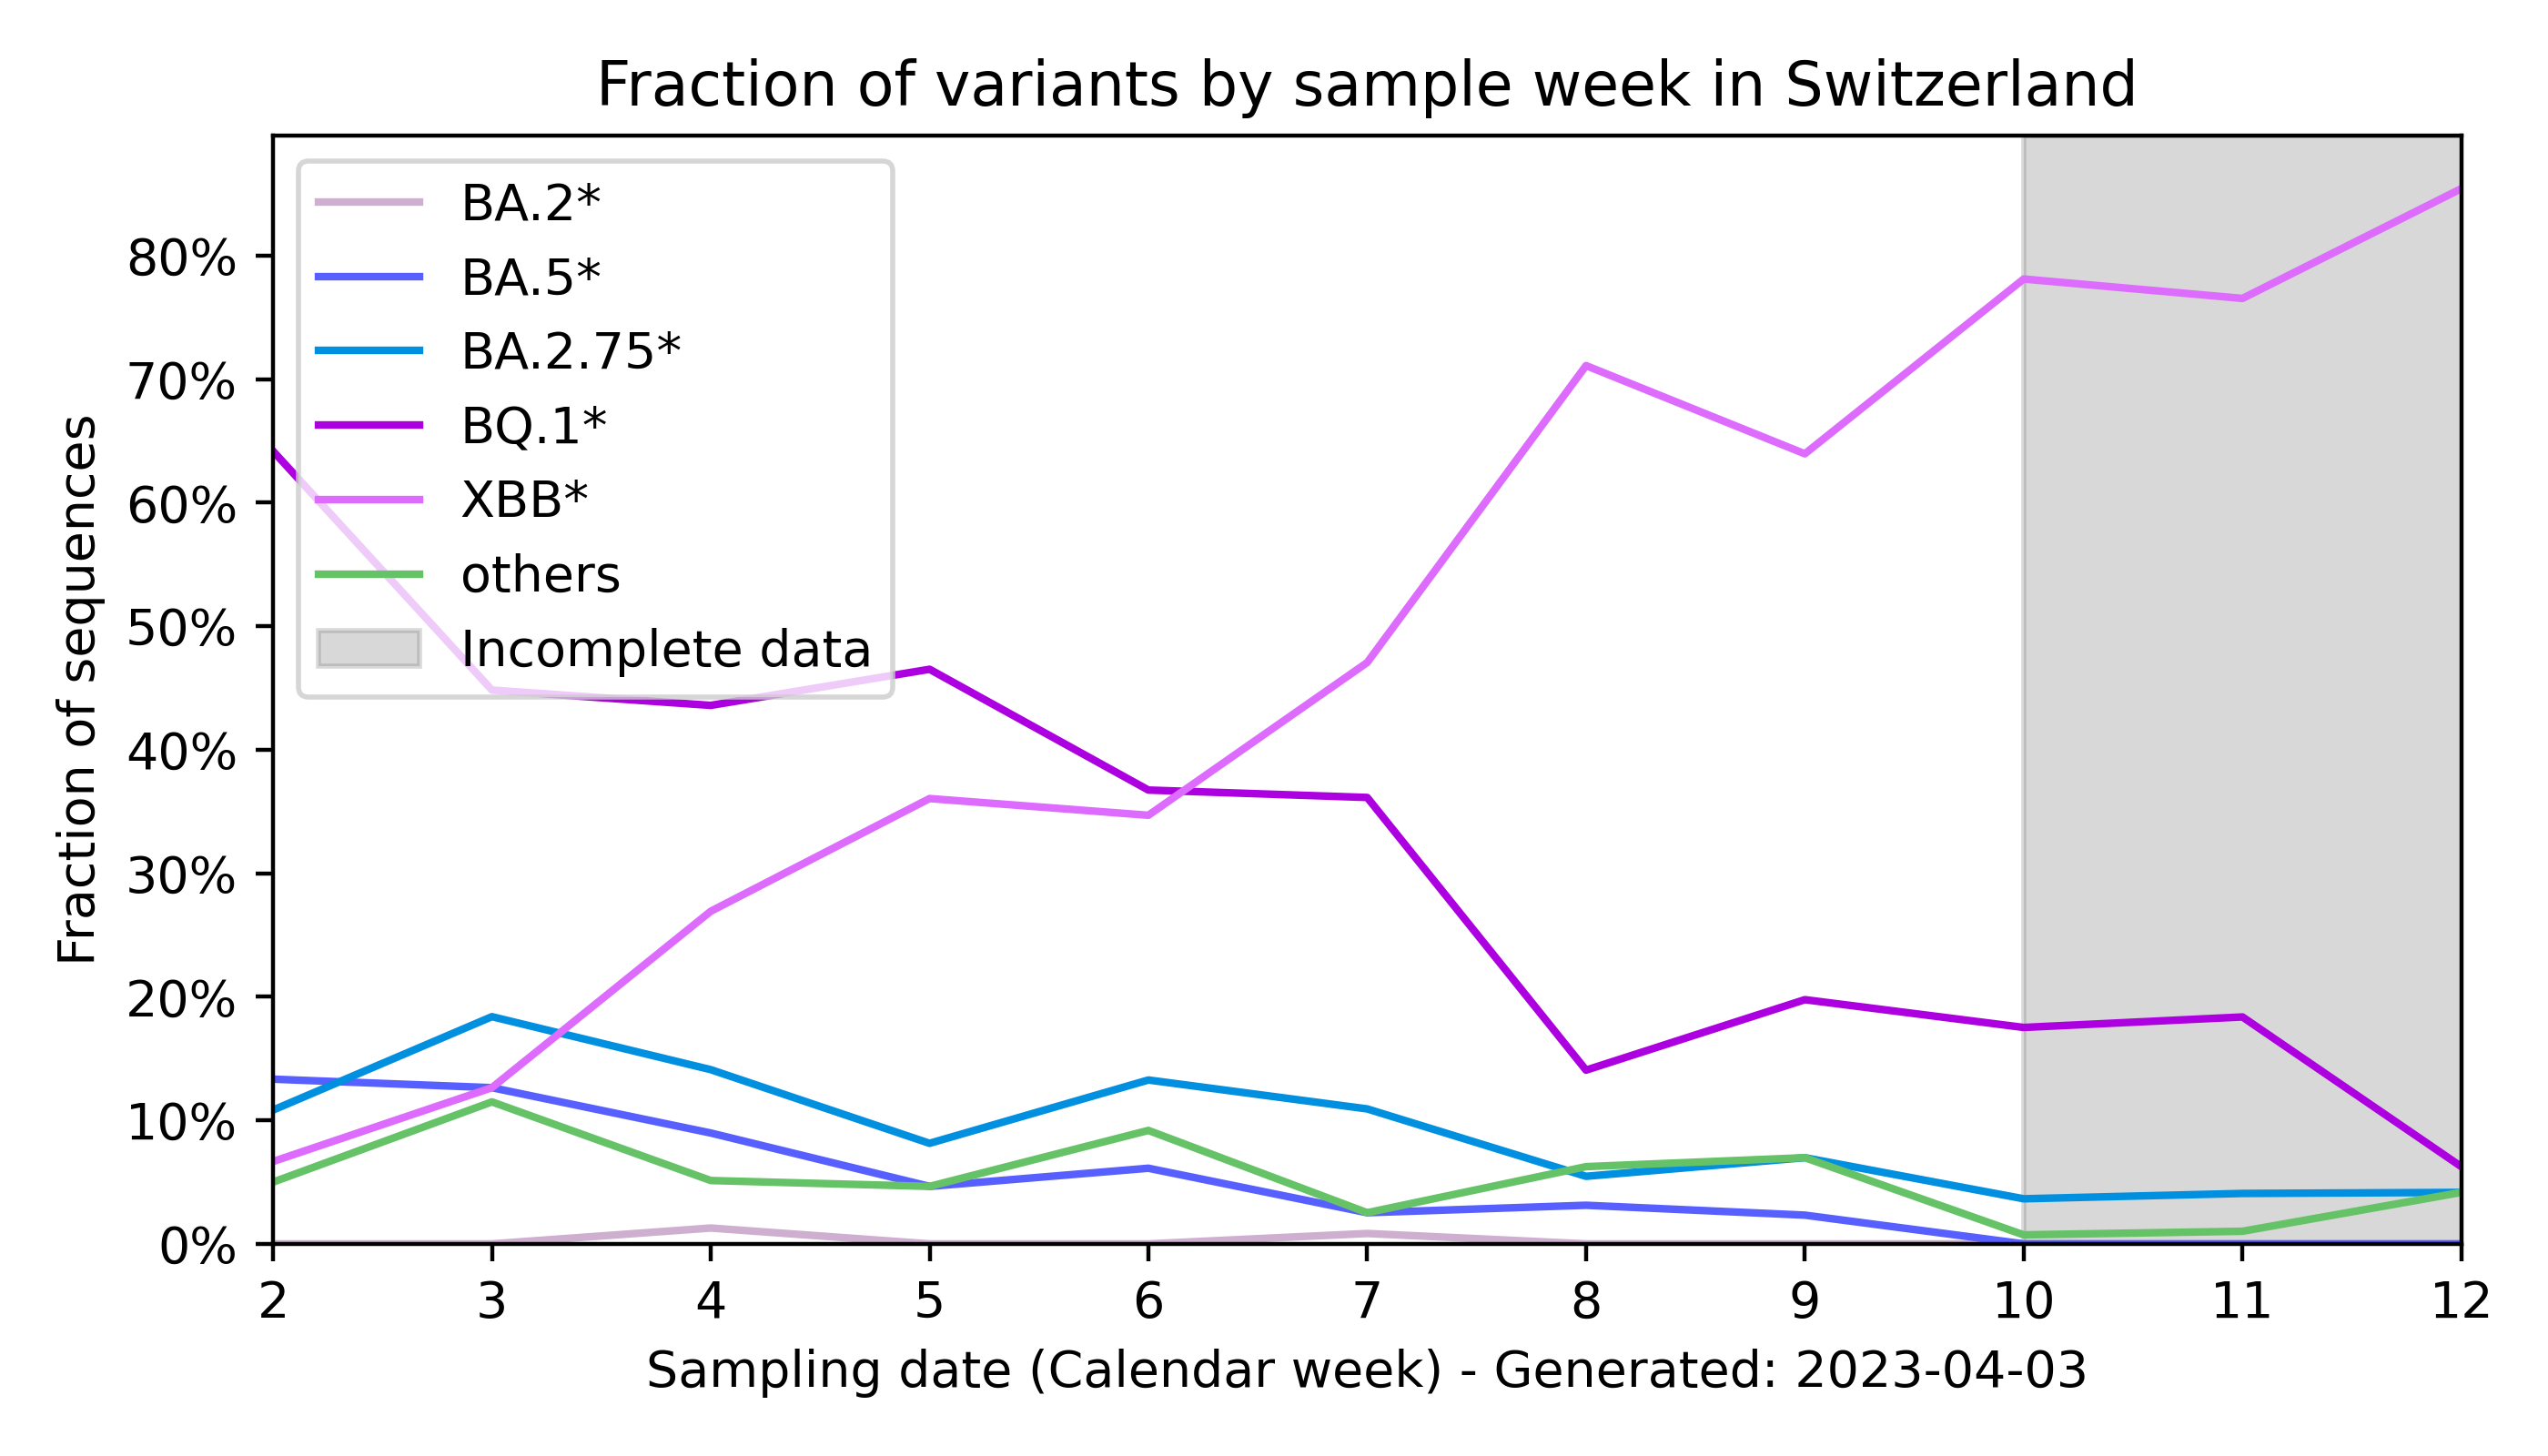 Fraction of variants by sample week in Switzerland
BA.2*
BA.5*
BA.2.75*
BQ.1*
XBB*
others
Incomplete data
Fraction of sequences
80%
70%
60%
50%
40%
30%
20%
10%
0%
2 3 4 5 6 7 8 9 10 11 12
Sampling date (Calendar week) - Generated: 2023-04-03